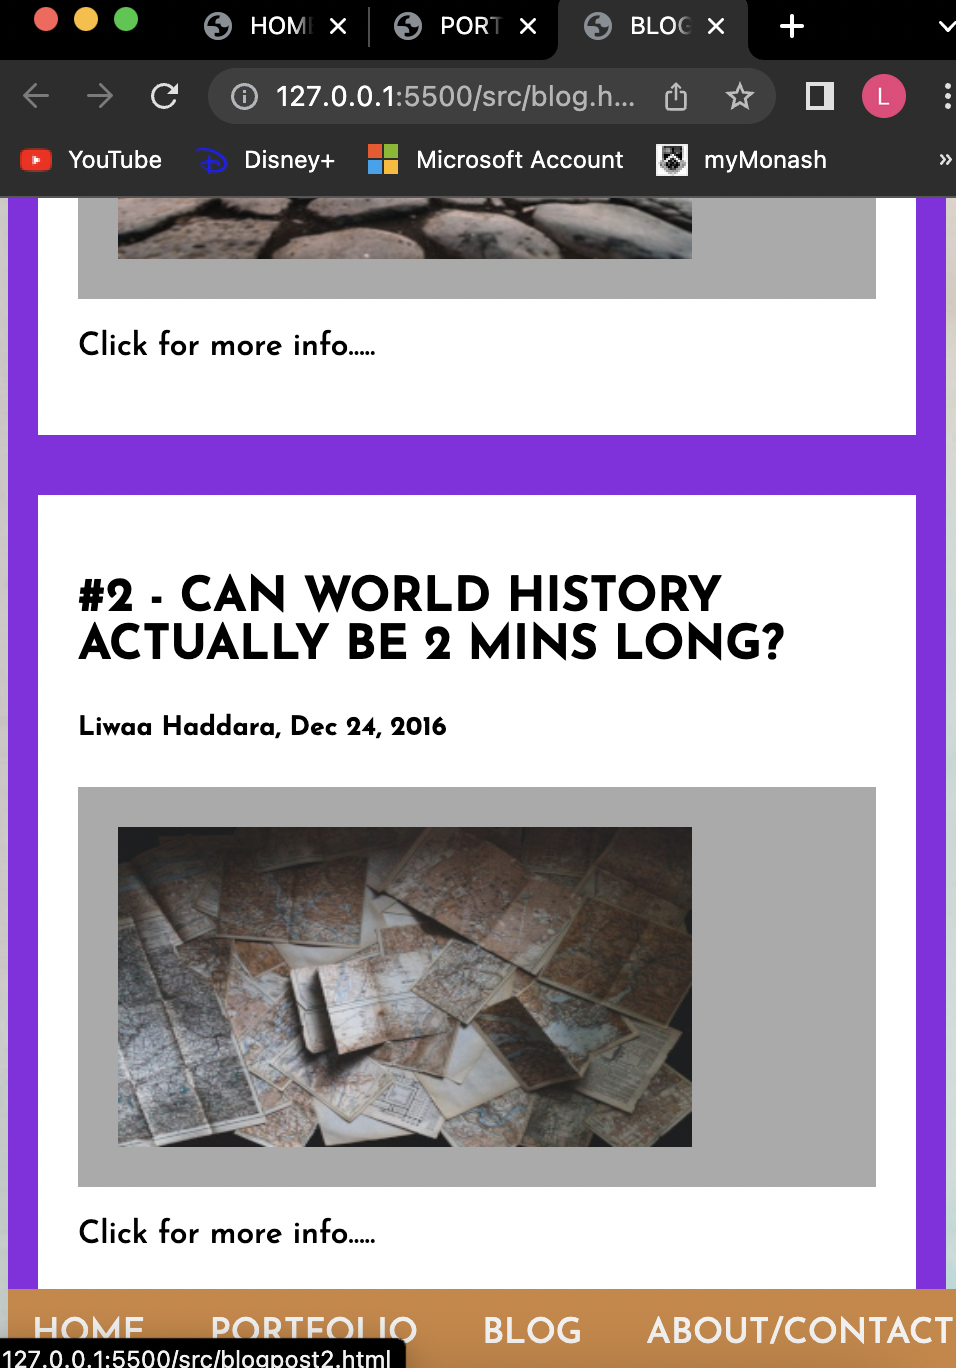 HOM
PORT
BLOG
127.0.0.1:5500/src/blog.h...
L
YouTube
Disney+
Microsoft Account
myMonash
»
Click for more info.....
#2 - CAN WORLD HISTORY
ACTUALLY BE 2 MINS LONG?
Liwaa Haddara, Dec 24, 2016
Click for more info.....
HOME PORTFOLIO BLOG ABOUT/CONTACT
127.0.0.1:5500/src/blogpost2.html